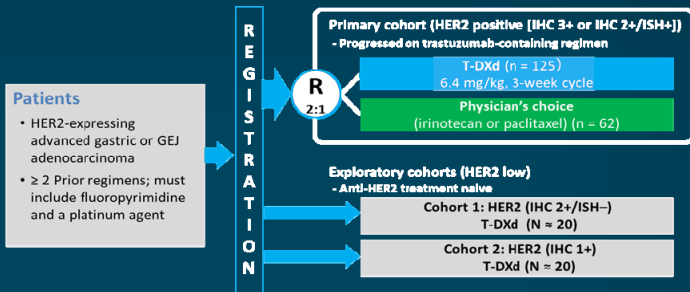 Patients
• HER2-expressing
advanced gastric or GEJ
adenocarcinoma
• ≥ 2 Prior regimens; must
include fluoropyrimidine
and a platinum agent
REGISTRATION
R
2:1
Primary cohort (HER2 positive [IHC 3+ or IHC 2+/ISH+])
- Progressed on trastuzumab-containing regimen
T-DXd (n = 125)
6.4 mg/kg, 3-week cycle
Physician's choice
(irinotecan or paclitaxel) (n = 62)
Exploratory cohorts (HER2 low)
- Anti-HER2 treatment naive
Cohort 1: HER2 (IHC 2+/ISH–)
T-DXd (N ≈ 20)
Cohort 2: HER2 (IHC 1+)
T-DXd (N ≈ 20)